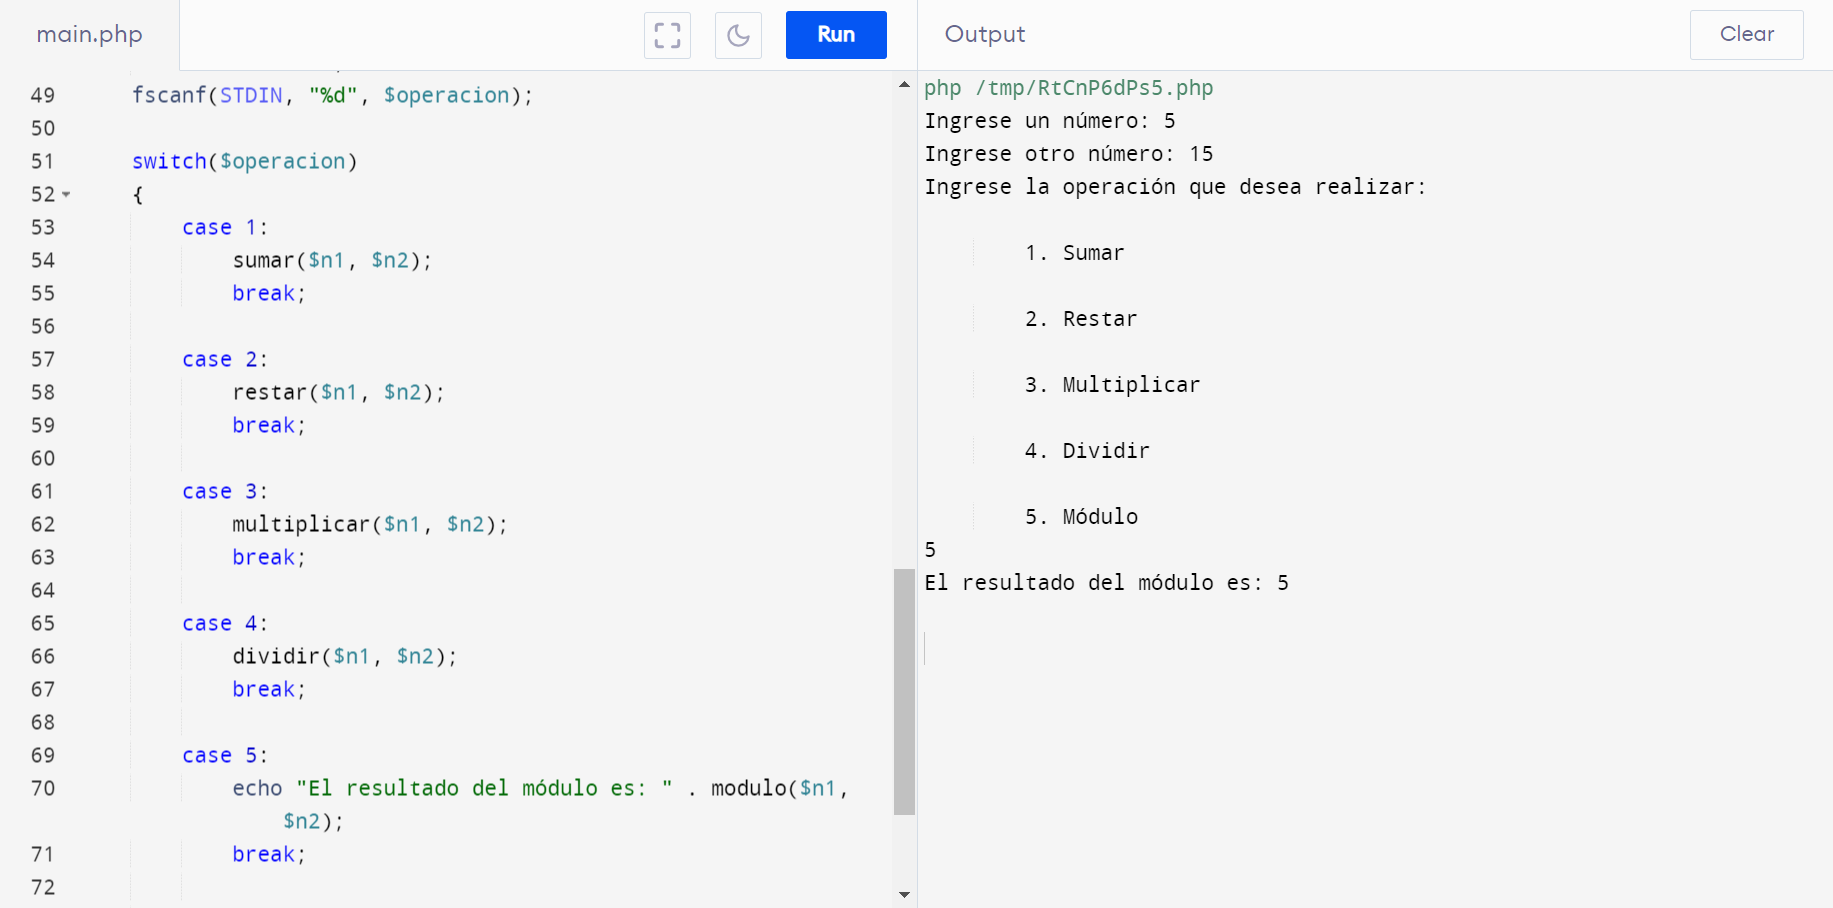 main.php
Run
Output
Clear
49 fscanf(STDIN, "%d", $operacion);
50
51 switch($operacion)
52 {
53 case 1:
54 sumar($n1, $n2);
55 break;
56
57 case 2:
58 restar($n1, $n2);
59 break;
60
61 case 3:
62 multiplicar($n1, $n2);
63 break;
64
65 case 4:
66 dividir($n1, $n2);
67 break;
68
69 case 5:
70 echo "El resultado del módulo es: " . modulo($n1,
$n2);
71 break;
72
php /tmp/RtCnP6dPs5.php
Ingrese un número: 5
Ingrese otro número: 15
Ingrese la operación que desea realizar:
1. Sumar
2. Restar
3. Multiplicar
4. Dividir
5. Módulo
5
El resultado del módulo es: 5